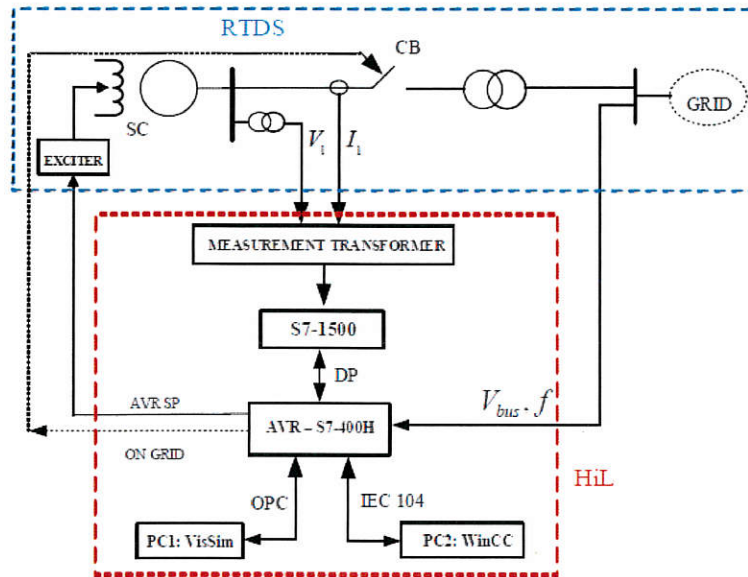 RTDS
CB
SC
GRID
EXCITER
V1
I1
MEASUREMENT TRANSFORMER
S7-1500
DP
AVR SP
AVR – S7-400H
Vbus, f
ON GRID
HiL
OPC
IEC 104
PC1: VisSim
PC2: WinCC